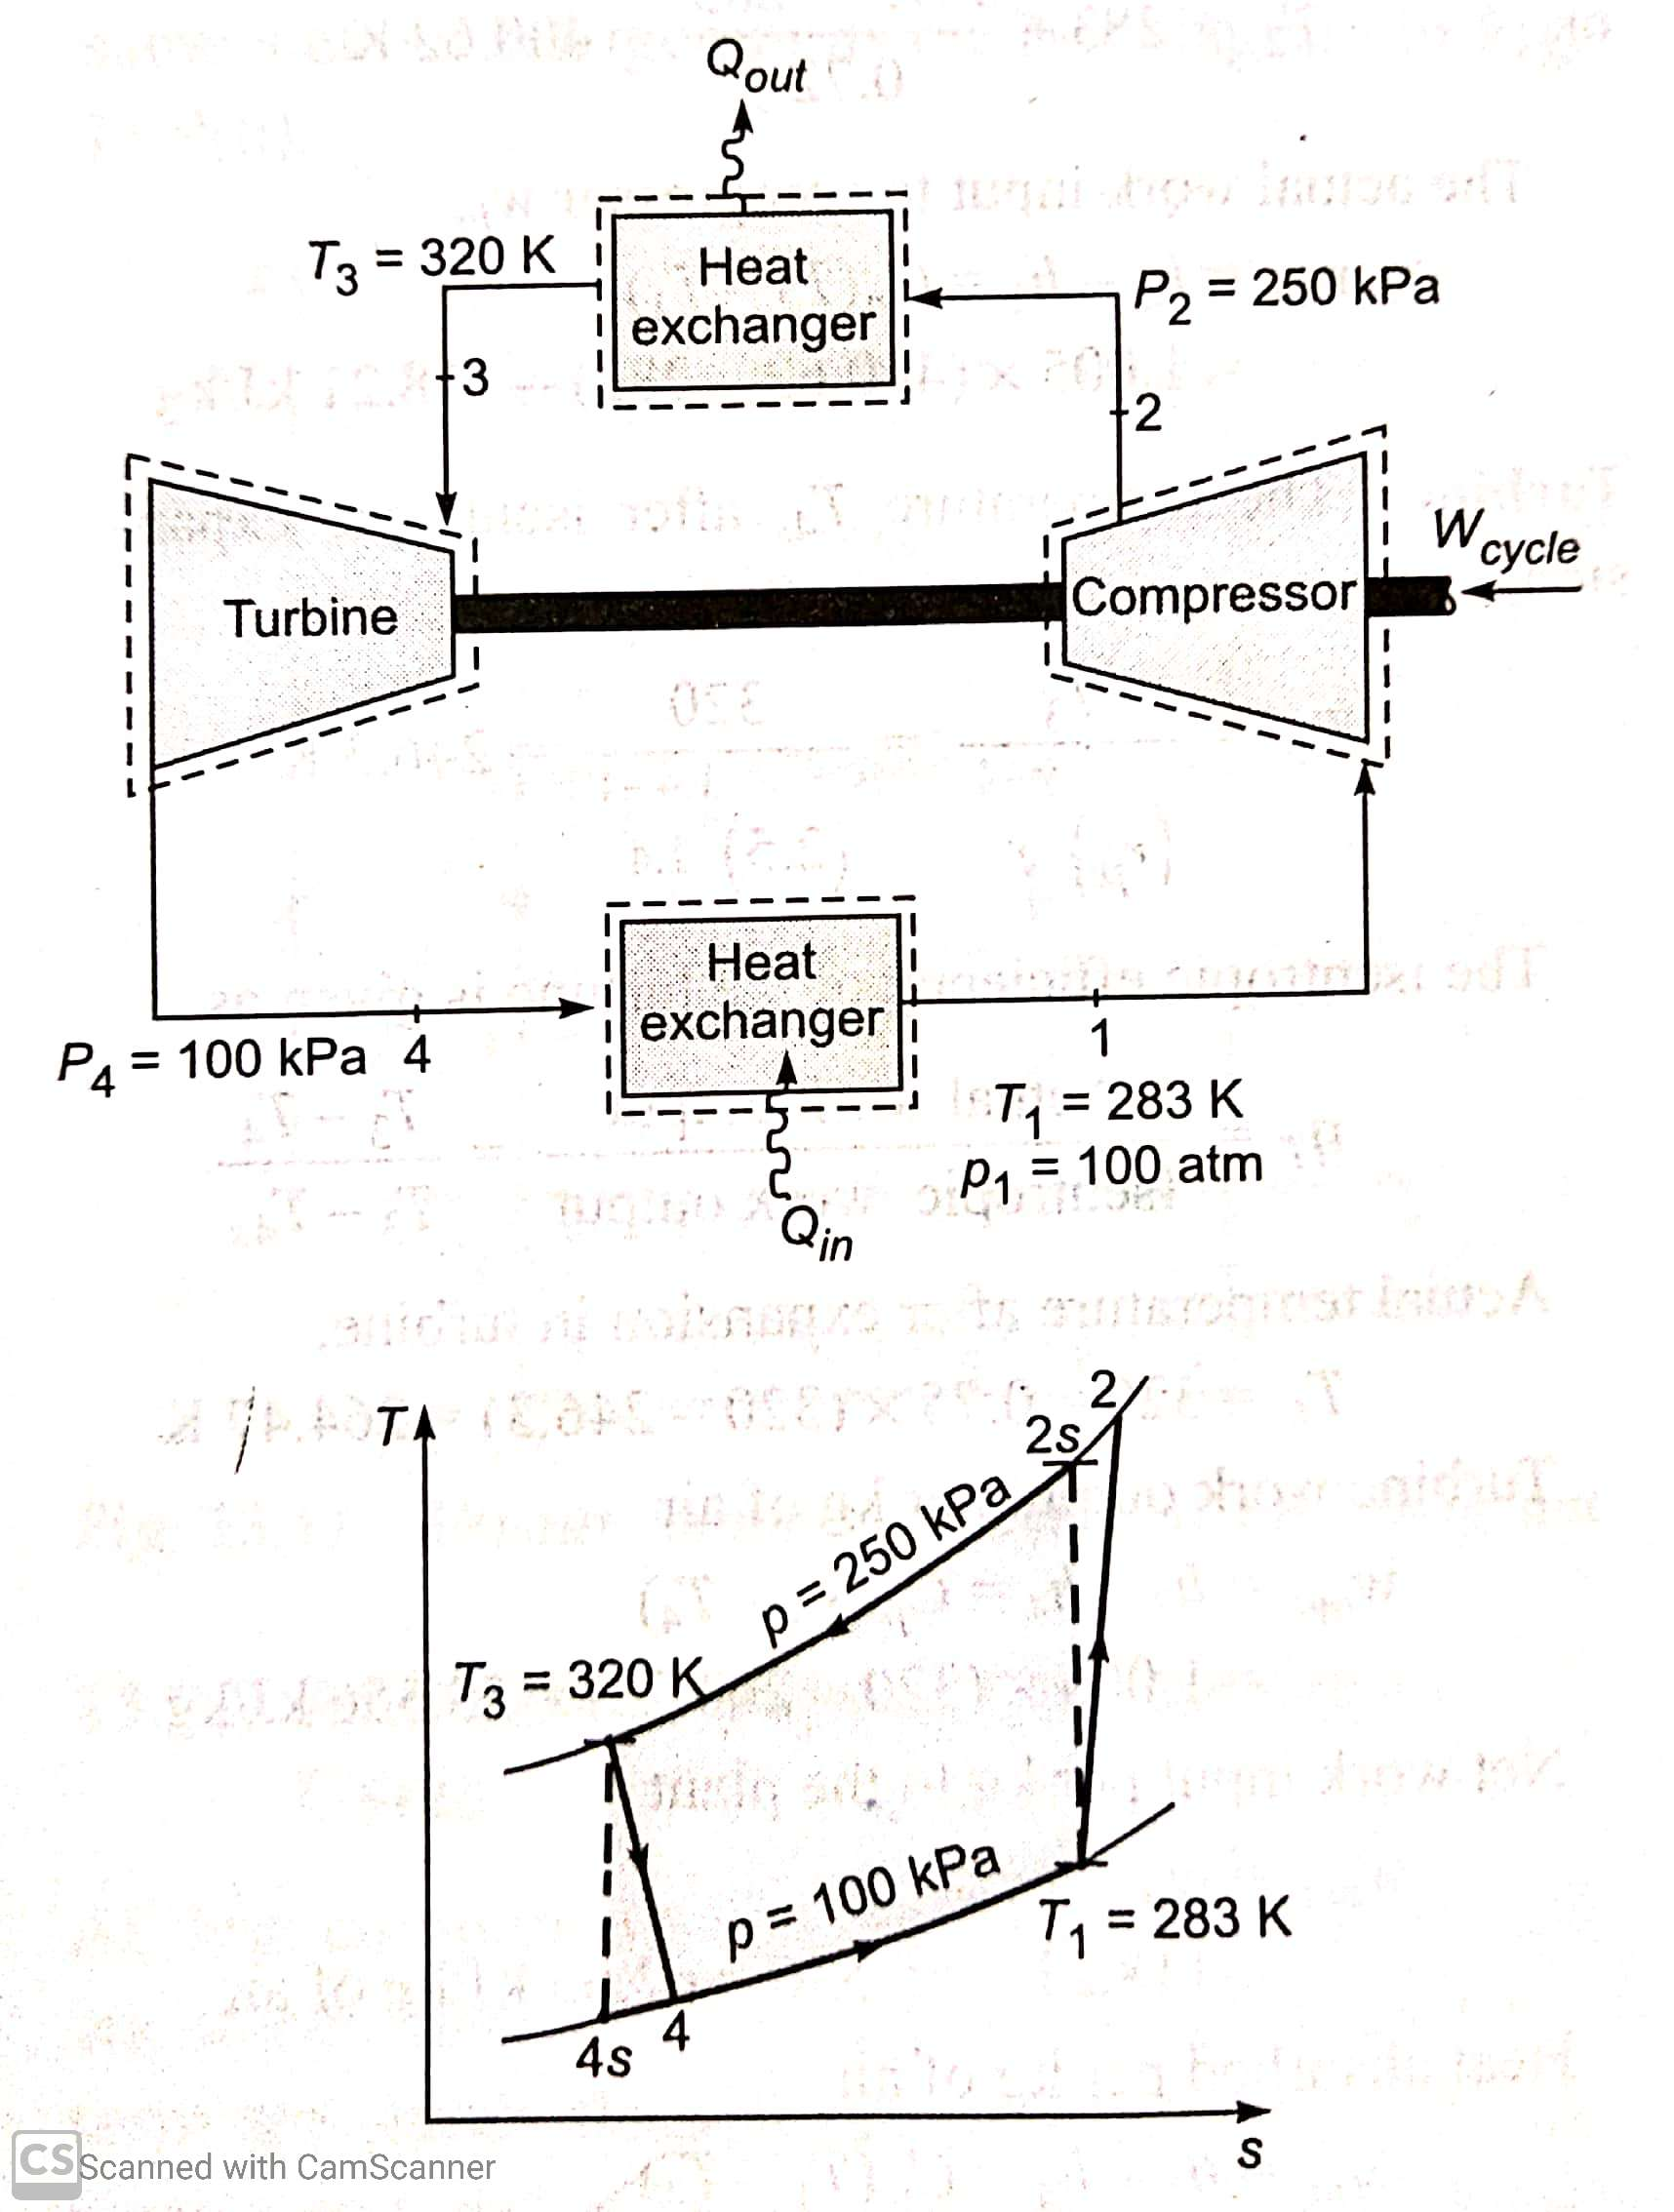 Qout
T3 = 320 K
Heat
exchanger
P2 = 250 kPa
3
2
Wcycle
Turbine
Compressor
Heat
exchanger
P4 = 100 kPa 4
1
T1 = 283 K
p1 = 100 atm
Qin
T
2
2s
p = 250 kPa
T3 = 320 K
p = 100 kPa
T1 = 283 K
4
4s
s
CS Scanned with CamScanner